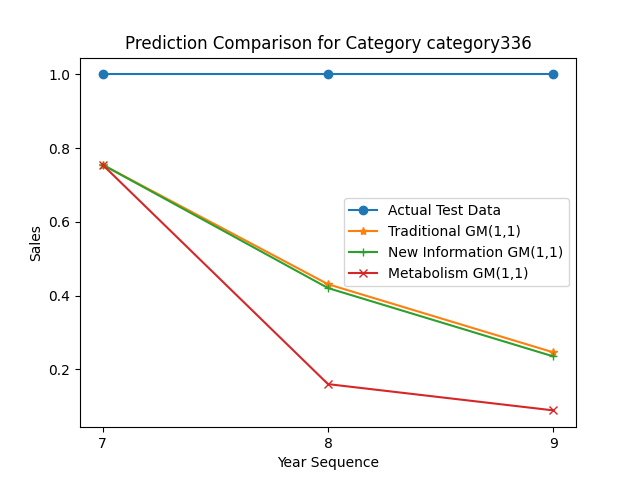 Prediction Comparison for Category category336
1.0
0.8
0.6
0.4
0.2
Sales
Actual Test Data
Traditional GM(1,1)
New Information GM(1,1)
Metabolism GM(1,1)
7
8
9
Year Sequence